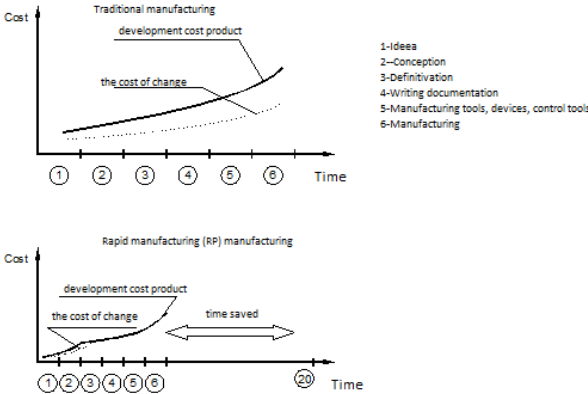 Traditional manufacturing
Cost
development cost product
the cost of change
1-Ideea
2--Conception
3-Definitivation
4-Writing documentation
5-Manufacturing tools, devices, control tools
6-Manufacturing
1 2 3 4 5 6 Time
Rapid manufacturing (RP) manufacturing
Cost
development cost product
the cost of change
time saved
1 2 3 4 5 6 20 Time